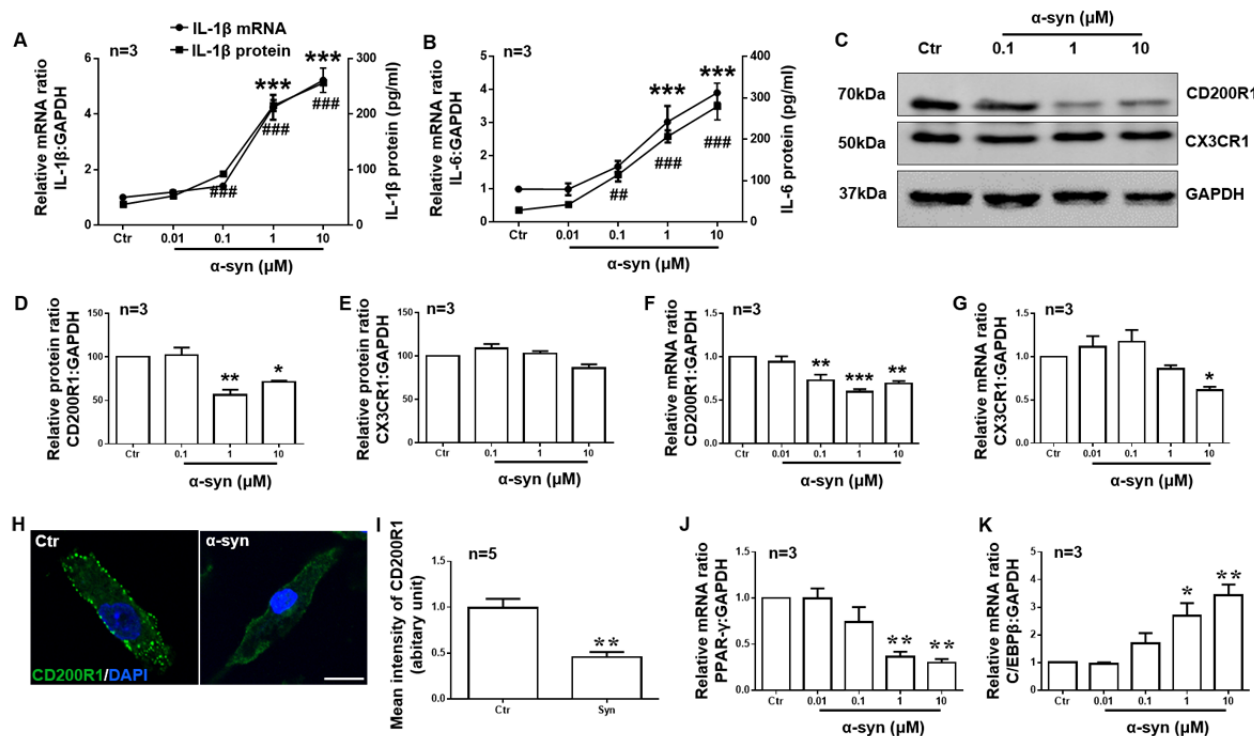 A
n=3
IL-1β mRNA
IL-1β protein
Relative mRNA ratio
IL-1β:GAPDH
6
4
2
0
300
200
100
0
IL-1β protein (pg/ml)
***
***
###
###
###
Ctr 0.01 0.1 1 10
α-syn (µM)
B
n=3
Relative mRNA ratio
IL-6:GAPDH
5
4
3
2
1
0
400
300
200
100
0
IL-6 protein (pg/ml)
***
***
##
###
###
Ctr 0.01 0.1 1 10
α-syn (µM)
C
α-syn (µM)
Ctr 0.1 1 10
70kDa CD200R1
50kDa CX3CR1
37kDa GAPDH
D
n=3
Relative protein ratio
CD200R1:GAPDH
150
100
50
0
** *
Ctr 0.1 1 10
α-syn (µM)
E
n=3
Relative protein ratio
CX3CR1:GAPDH
150
100
50
0
Ctr 0.1 1 10
α-syn (µM)
F
n=3
Relative mRNA ratio
CD200R1:GAPDH
1.5
1.0
0.5
0.0
** *** **
Ctr 0.01 0.1 1 10
α-syn (µM)
G
n=3
Relative mRNA ratio
CX3CR1:GAPDH
1.5
1.0
0.5
0.0
*
Ctr 0.01 0.1 1 10
α-syn (µM)
H
Ctr
α-syn
CD200R1/DAPI
I
n=5
Mean intensity of CD200R1
(abitary unit)
1.5
1.0
0.5
0.0
**
Ctr Syn
J
n=3
Relative mRNA ratio
PPAR-γ:GAPDH
1.5
1.0
0.5
0.0
** **
Ctr 0.01 0.1 1 10
α-syn (µM)
K
n=3
Relative mRNA ratio
C/EBPβ:GAPDH
5
4
3
2
1
0
* **
Ctr 0.01 0.1 1 10
α-syn (µM)